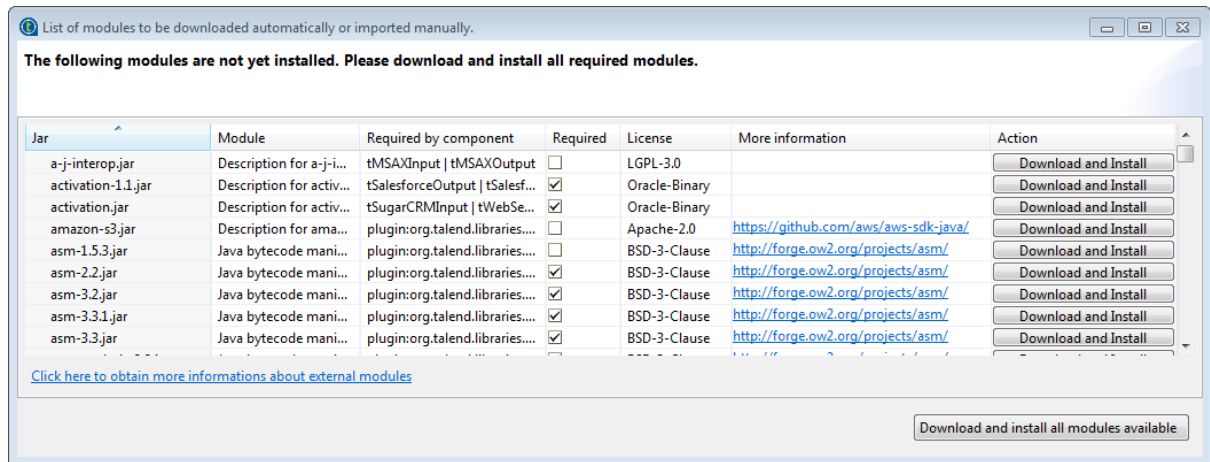 List of modules to be downloaded automatically or imported manually.
The following modules are not yet installed. Please download and install all required modules.
Jar Module Required by component Required License More information Action
a-j-interop.jar Description for a-j-i... tMSAXInput | tMSAXOutput LGPL-3.0 Download and Install
activation-1.1.jar Description for activ... tSalesforceOutput | tSalesf... Oracle-Binary Download and Install
activation.jar Description for activ... tSugarCRMInput | tWebSe... Oracle-Binary Download and Install
amazon-s3.jar Description for ama... plugin:org.talend.libraries.... Apache-2.0 https://github.com/aws/aws-sdk-java/ Download and Install
asm-1.5.3.jar Java bytecode mani... plugin:org.talend.libraries.... BSD-3-Clause http://forge.ow2.org/projects/asm/ Download and Install
asm-2.2.jar Java bytecode mani... plugin:org.talend.libraries.... BSD-3-Clause http://forge.ow2.org/projects/asm/ Download and Install
asm-3.2.jar Java bytecode mani... plugin:org.talend.libraries.... BSD-3-Clause http://forge.ow2.org/projects/asm/ Download and Install
asm-3.3.1.jar Java bytecode mani... plugin:org.talend.libraries.... BSD-3-Clause http://forge.ow2.org/projects/asm/ Download and Install
asm-3.3.jar Java bytecode mani... plugin:org.talend.libraries.... BSD-3-Clause http://forge.ow2.org/projects/asm/ Download and Install
Click here to obtain more informations about external modules
Download and install all modules available